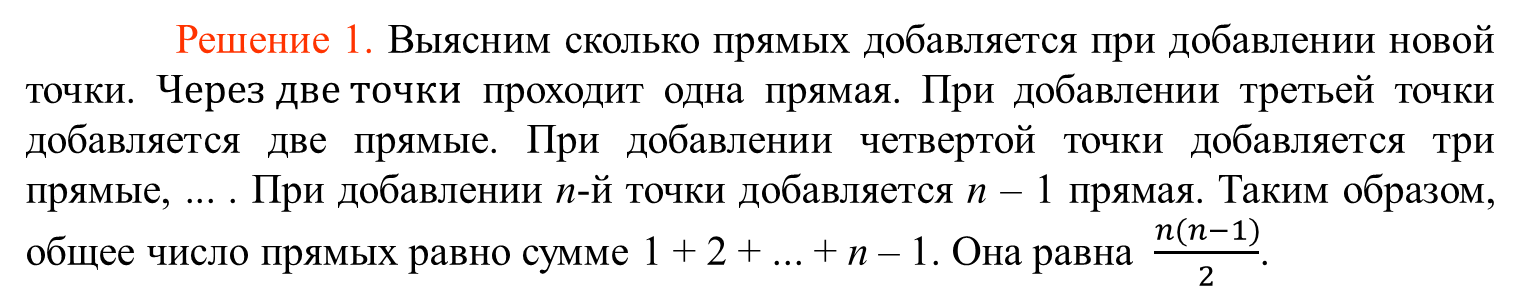 Решение 1. Выясним сколько прямых добавляется при добавлении новой
точки. Через две точки проходит одна прямая. При добавлении третьей точки
добавляется две прямые. При добавлении четвертой точки добавляется три
прямые, ... . При добавлении n-й точки добавляется n – 1 прямая. Таким образом,
общее число прямых равно сумме 1 + 2 + ... + n – 1. Она равна n(n−1)/2.